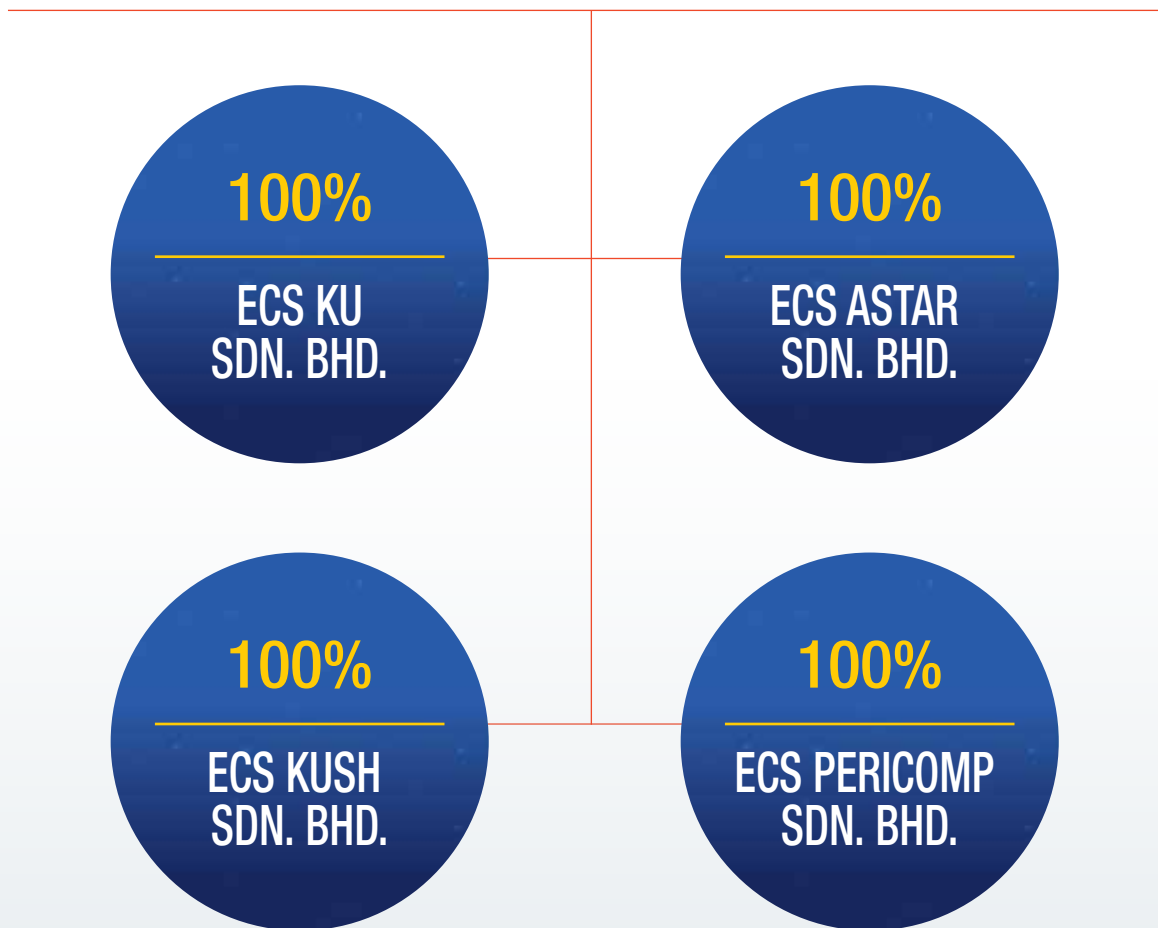 100%
ECS KU
SDN. BHD.
100%
ECS ASTAR
SDN. BHD.
100%
ECS KUSH
SDN. BHD.
100%
ECS PERICOMP
SDN. BHD.